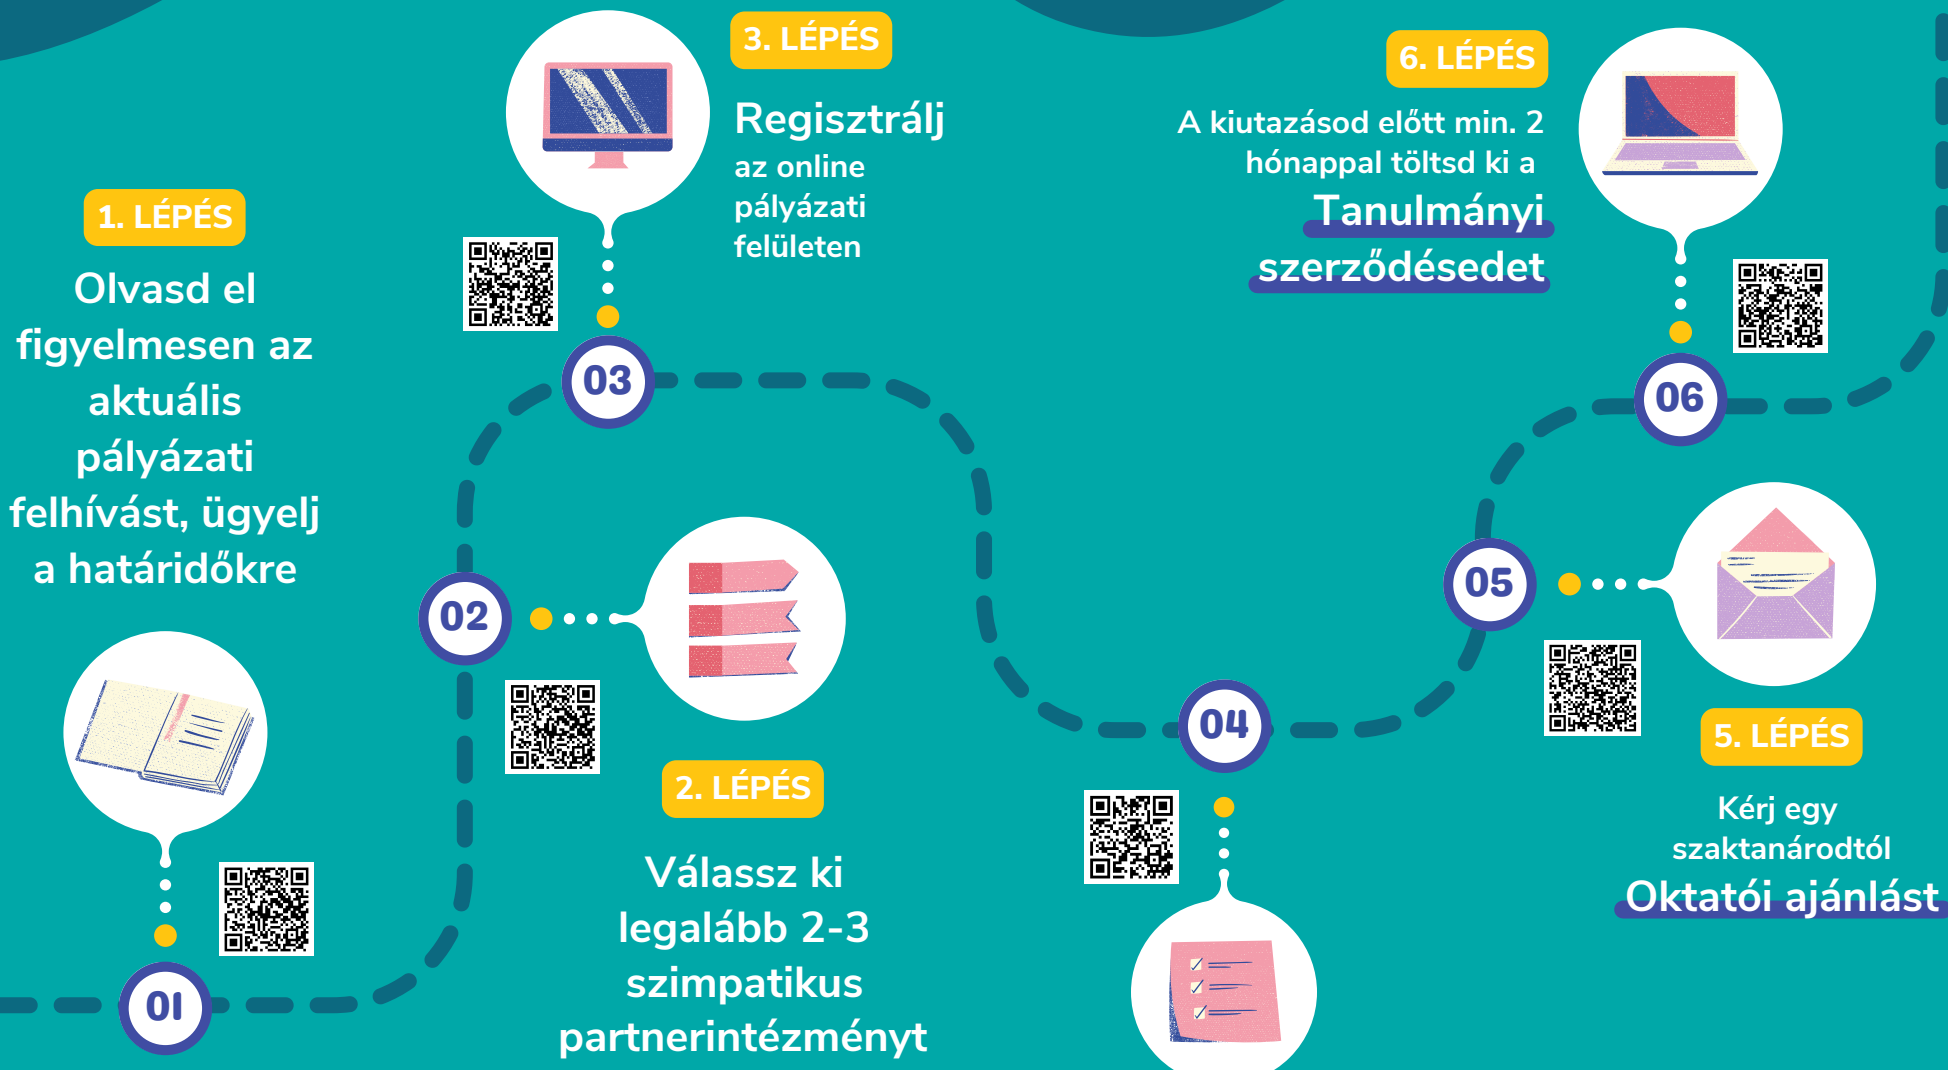 1. LÉPÉS
Olvasd el
figyelmesen az
aktuális
pályázati
felhívást, ügyelj
a határidőkre
01
02
2. LÉPÉS
Válassz ki
legalább 2-3
szimpatikus
partnerintézményt
3. LÉPÉS
Regisztrálj
az online
pályázati
felületen
03
04
05
5. LÉPÉS
Kérj egy
szaktanárodtól
Oktatói ajánlást
6. LÉPÉS
A kiutazásod előtt min. 2
hónappal töltsd ki a
Tanulmányi
szerződésedet
06